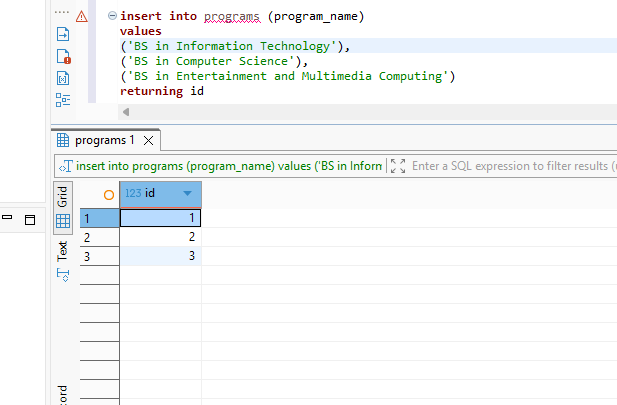 insert into programs (program_name)
values
('BS in Information Technology'),
('BS in Computer Science'),
('BS in Entertainment and Multimedia Computing')
returning id
programs 1
insert into programs (program_name) values ('BS in Inform
Enter a SQL expression to filter results (
Grid
Text
123 id
1 1
2 2
3 3